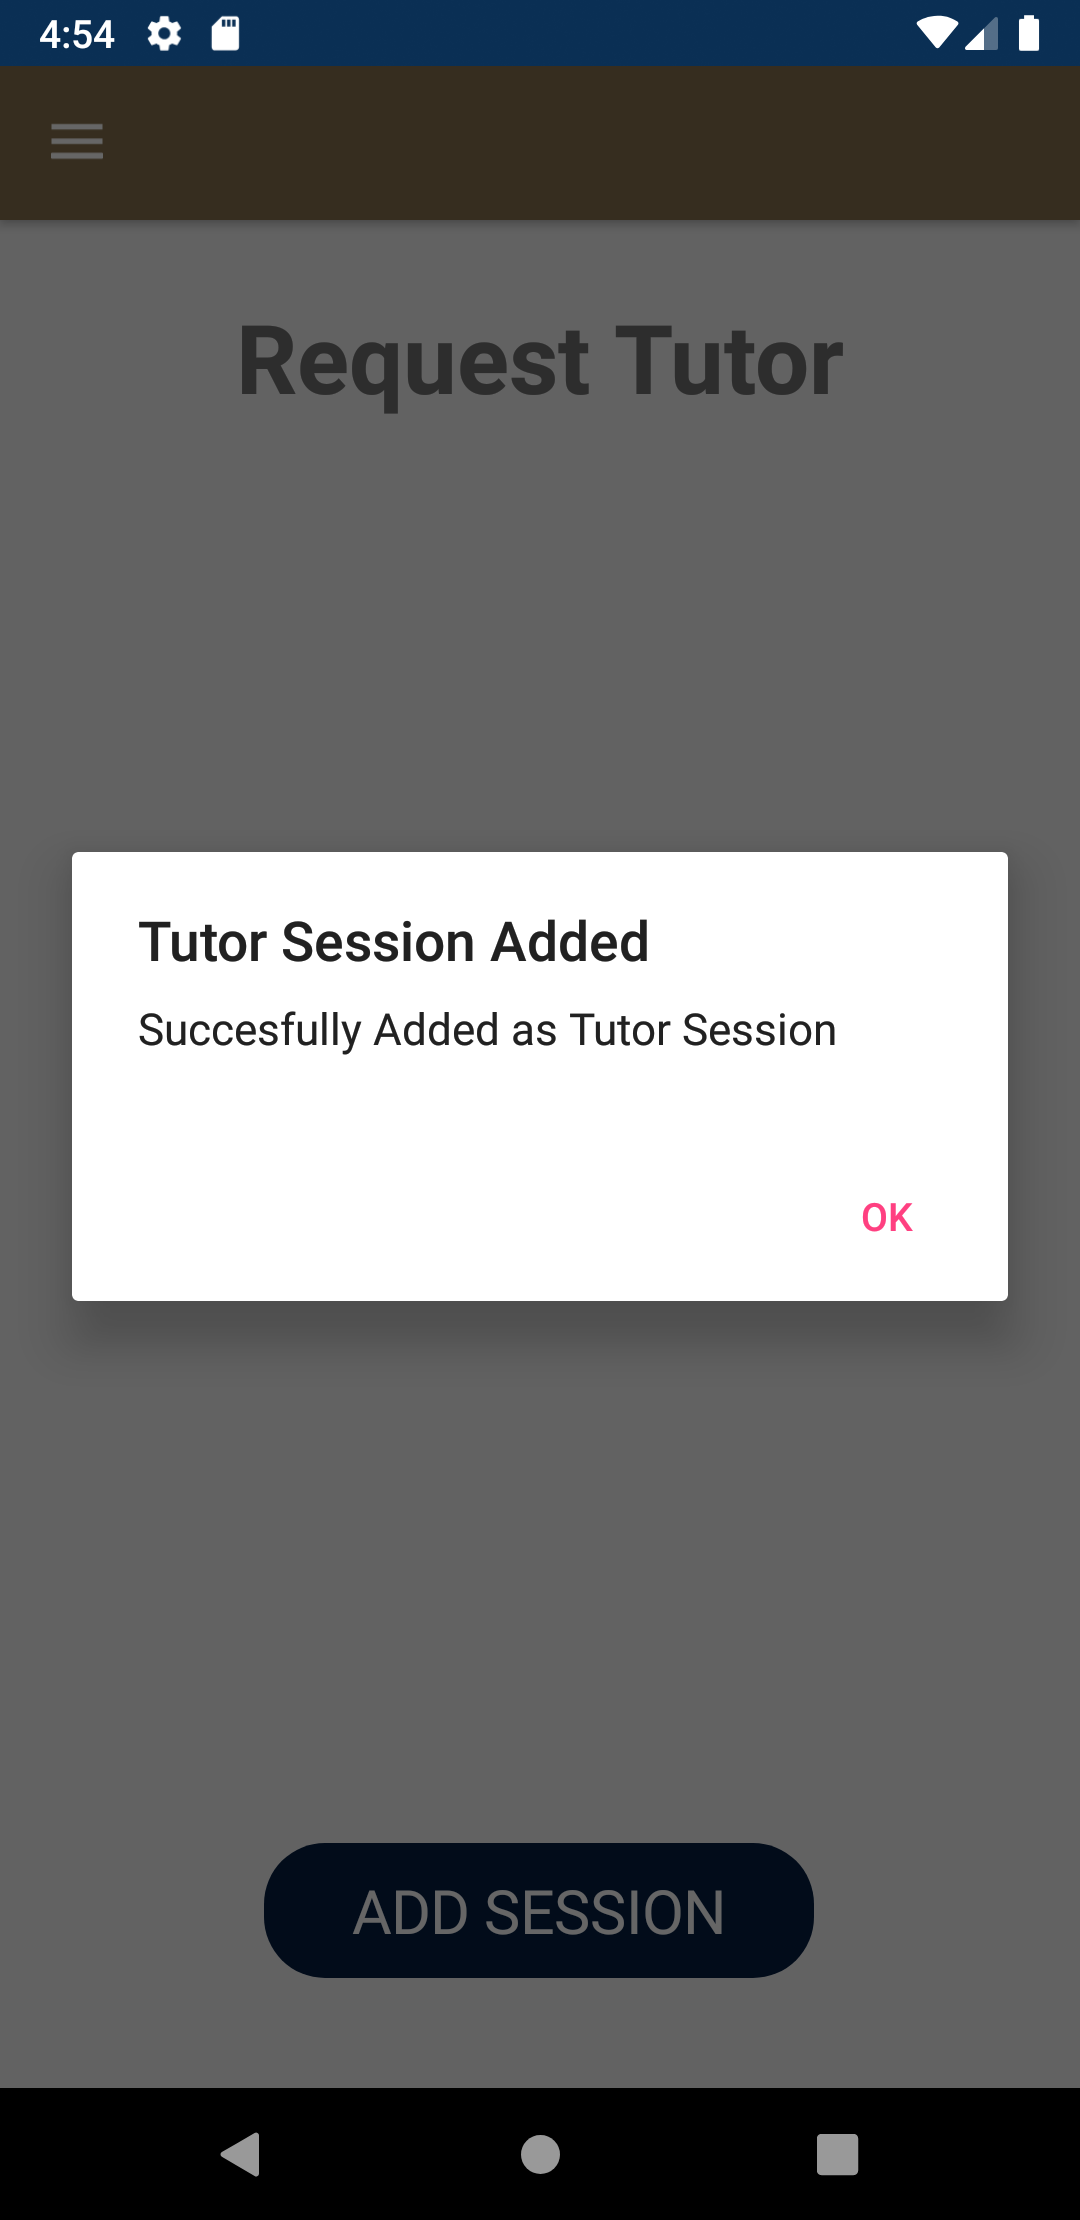 4:54
Request Tutor
Tutor Session Added
Succesfully Added as Tutor Session
OK
ADD SESSION